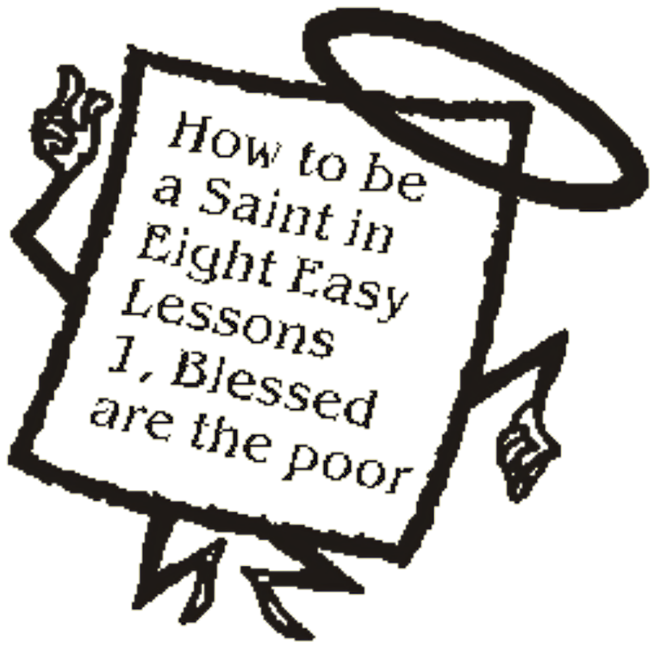 How to be
a Saint in
Eight Easy
Lessons
1, Blessed
are the poor